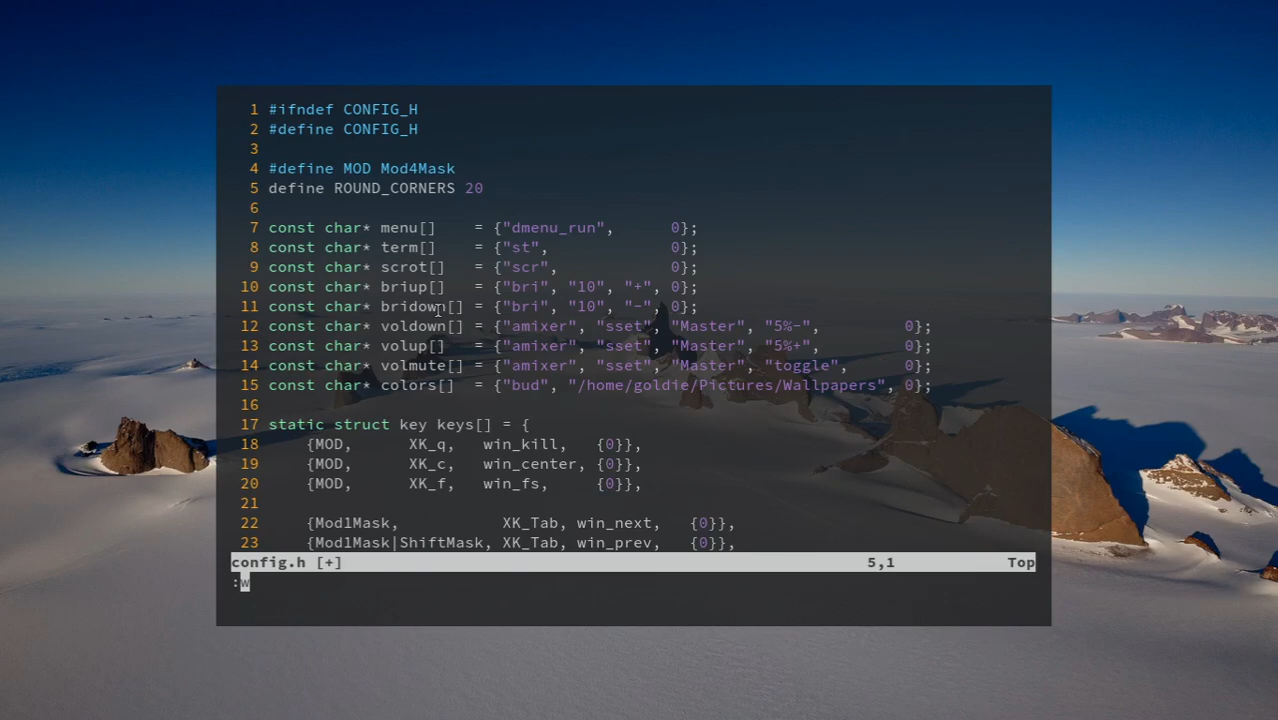 1 #ifndef CONFIG_H
2 #define CONFIG_H
3
4 #define MOD Mod4Mask
5 define ROUND_CORNERS 20
6
7 const char* menu[]    = {"dmenu_run",      0};
8 const char* term[]    = {"st",             0};
9 const char* scrot[]   = {"scr",            0};
10 const char* briup[]   = {"bri", "10", "+", 0};
11 const char* bridown[] = {"bri", "10", "-", 0};
12 const char* voldown[] = {"amixer", "sset", "Master", "5%-",         0};
13 const char* volup[]   = {"amixer", "sset", "Master", "5%+",         0};
14 const char* volmute[] = {"amixer", "sset", "Master", "toggle",      0};
15 const char* colors[]  = {"bud", "/home/goldie/Pictures/Wallpapers", 0};
16
17 static struct key keys[] = {
18     {MOD,      XK_q,   win_kill,   {0}},
19     {MOD,      XK_c,   win_center, {0}},
20     {MOD,      XK_f,   win_fs,     {0}},
21
22     {Mod1Mask,           XK_Tab, win_next,   {0}},
23     {Mod1Mask|ShiftMask, XK_Tab, win_prev,   {0}},
config.h [+] 5,1 Top
:w